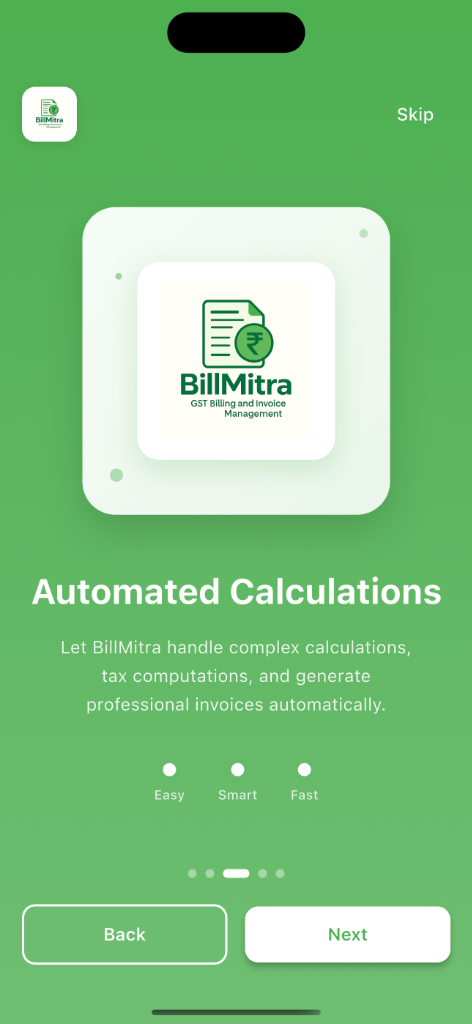 BillMitra
Skip
₹
BillMitra
GST Billing and Invoice
Management
Automated Calculations
Let BillMitra handle complex calculations,
tax computations, and generate
professional invoices automatically.
Easy Smart Fast
Back Next